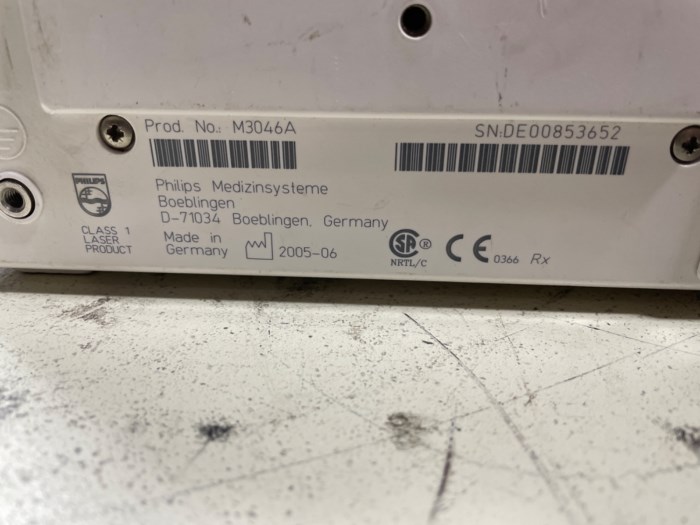 Prod. No.: M3046A
SN:DE00853652
PHILIPS
Philips Medizinsysteme
Boeblingen
D-71034 Boeblingen, Germany
CLASS 1
LASER
PRODUCT
Made in
Germany
2005-06
SA®
NRTL/C
CE 0366 Rx